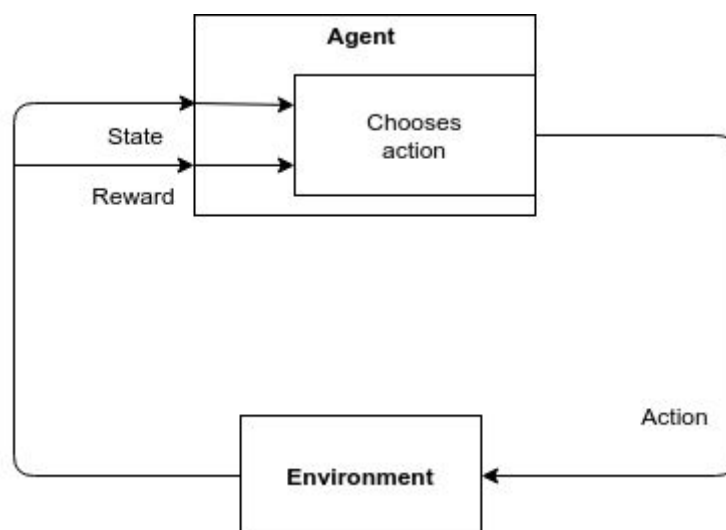 Agent
Chooses
action
State
Reward
Action
Environment